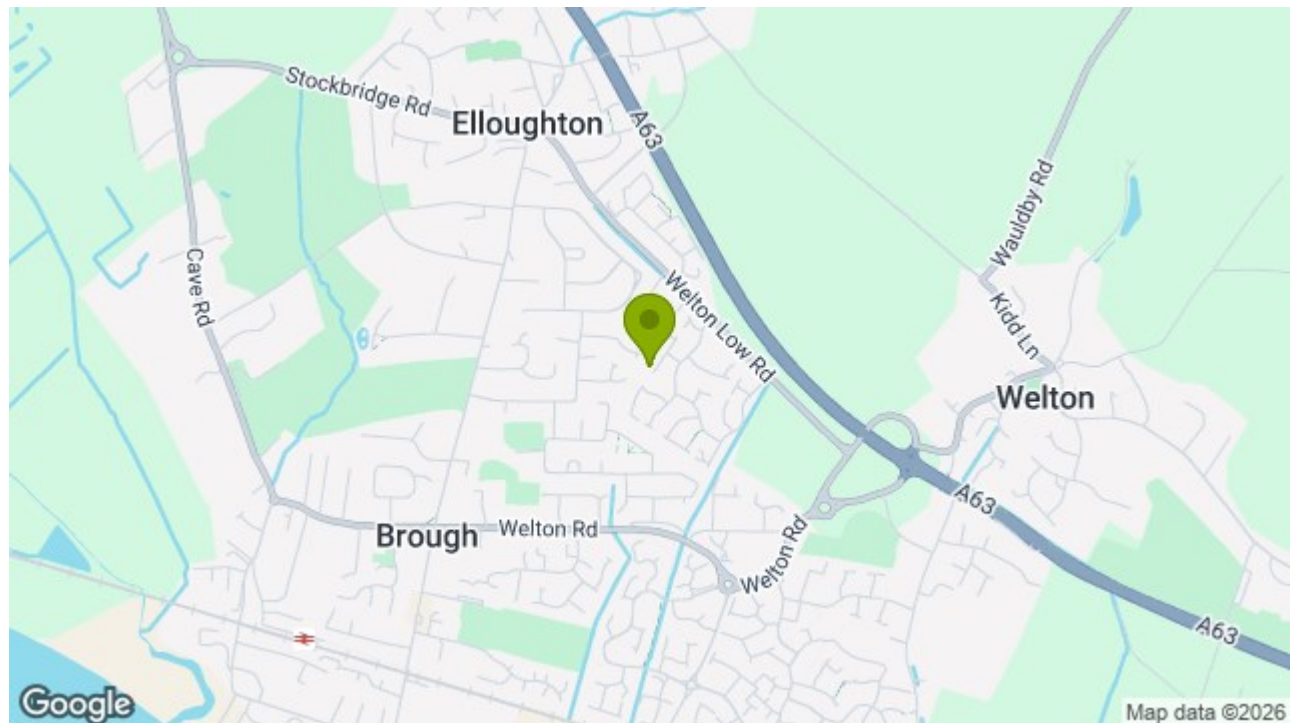 Stockbridge Rd
Elloughton
A63
Wauldby Rd
Cave Rd
Welton Low Rd
Kidd Ln
Welton
A63
Brough
Welton Rd
Welton Rd
A63
Google
Map data ©2026